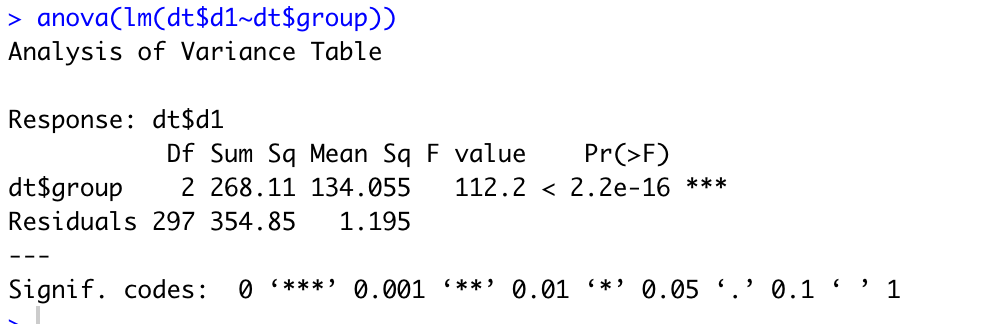 > anova(lm(dt$d1~dt$group))
Analysis of Variance Table
Response: dt$d1
Df Sum Sq Mean Sq F value Pr(>F)
dt$group 2 268.11 134.055 112.2 < 2.2e-16 ***
Residuals 297 354.85 1.195
---
Signif. codes: 0 ‘***’ 0.001 ‘**’ 0.01 ‘*’ 0.05 ‘.’ 0.1 ‘ ’ 1
>